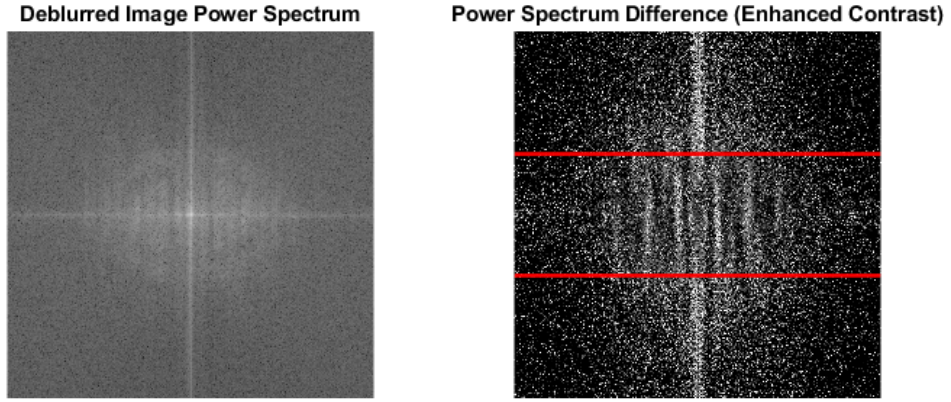 Deblurred Image Power Spectrum
Power Spectrum Difference (Enhanced Contrast)